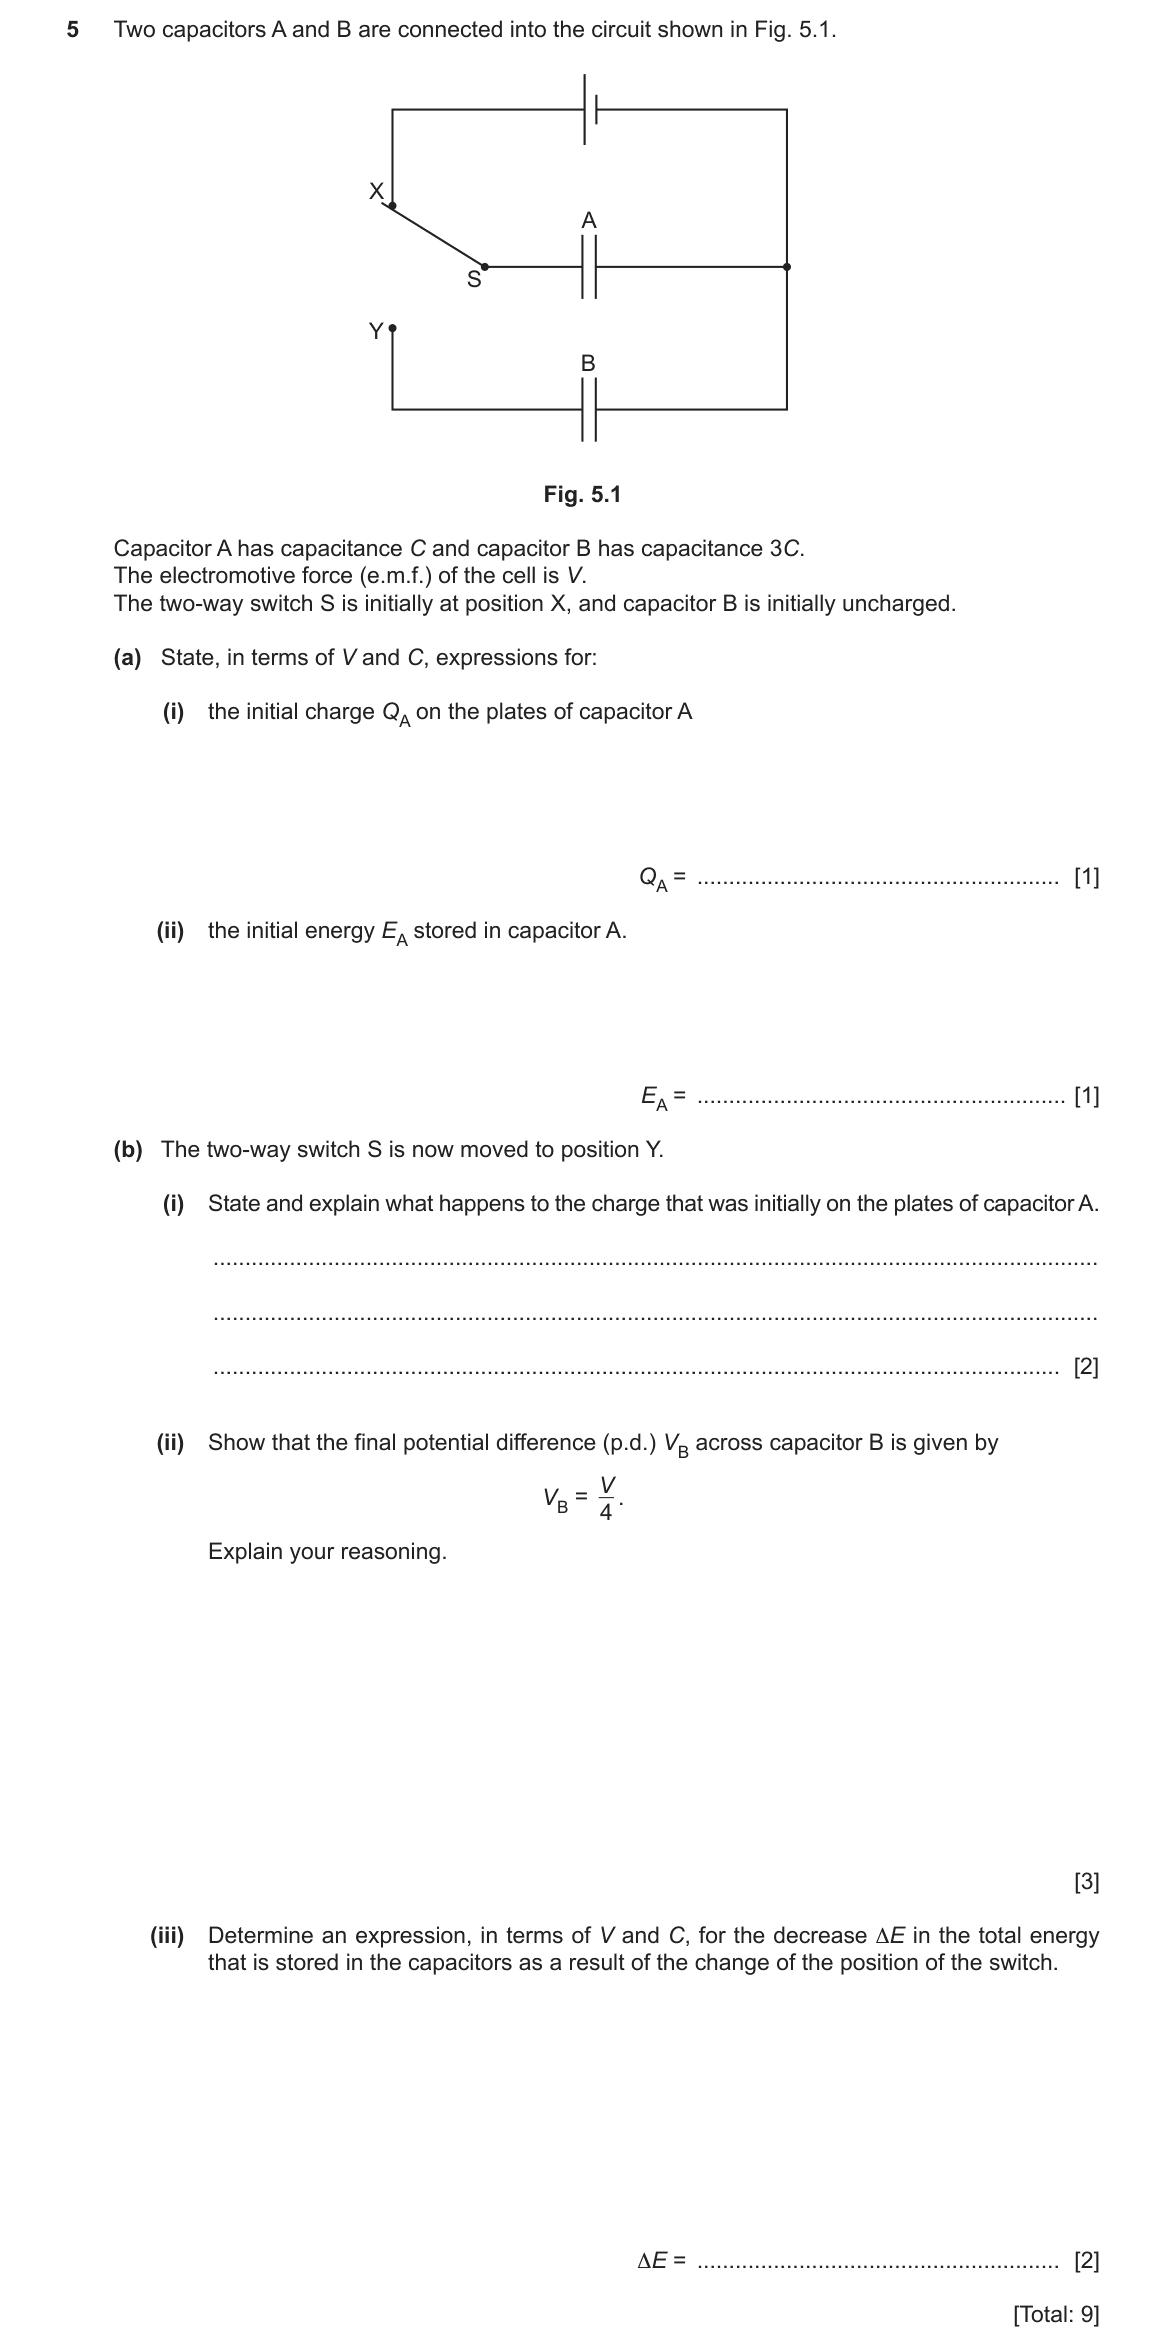 5 Two capacitors A and B are connected into the circuit shown in Fig. 5.1.
X
A
S
Y
B
Fig. 5.1
Capacitor A has capacitance C and capacitor B has capacitance 3C.
The electromotive force (e.m.f.) of the cell is V.
The two-way switch S is initially at position X, and capacitor B is initially uncharged.
(a) State, in terms of V and C, expressions for:
(i) the initial charge Q_A on the plates of capacitor A
Q_A = ......................................................... [1]
(ii) the initial energy E_A stored in capacitor A.
E_A = .......................................................... [1]
(b) The two-way switch S is now moved to position Y.
(i) State and explain what happens to the charge that was initially on the plates of capacitor A.
...........................................................................................................................................
...........................................................................................................................................
..................................................................................................................................... [2]
(ii) Show that the final potential difference (p.d.) V_B across capacitor B is given by
V_B = V/4.
Explain your reasoning.
[3]
(iii) Determine an expression, in terms of V and C, for the decrease ΔE in the total energy
that is stored in the capacitors as a result of the change of the position of the switch.
ΔE = ......................................................... [2]
[Total: 9]